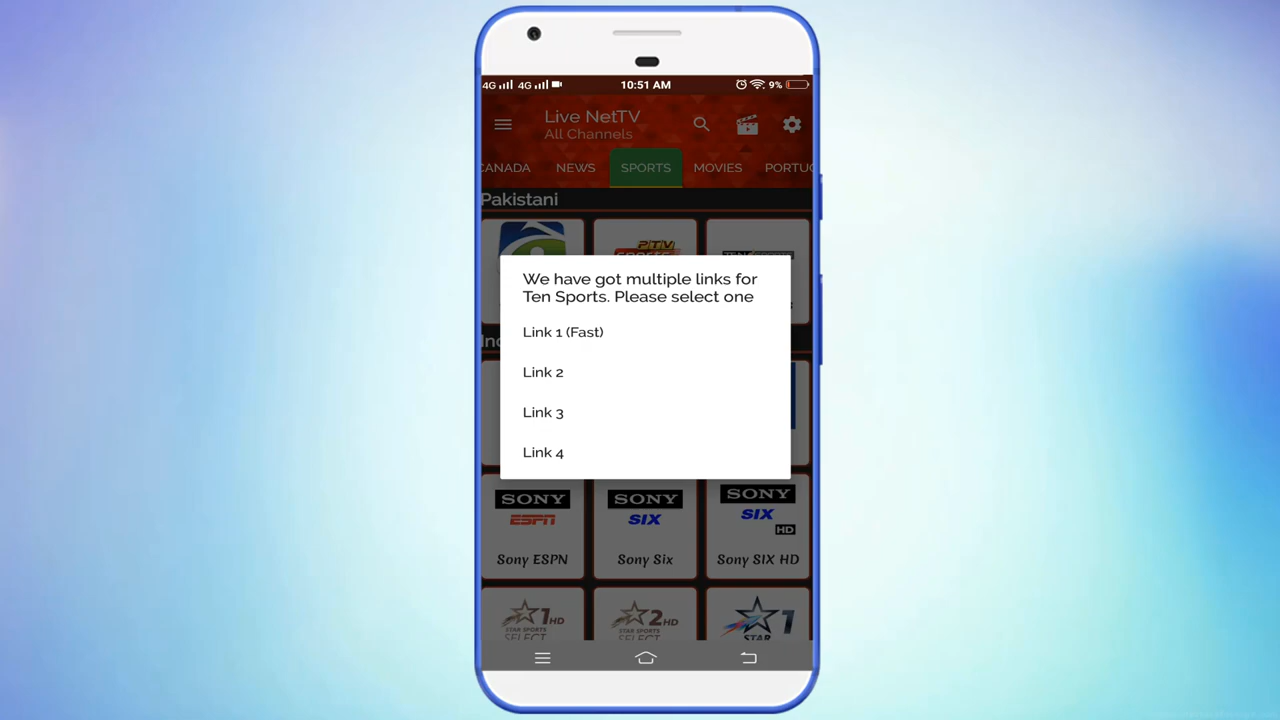 4G 4G 10:51 AM 9%
Live NetTV
All Channels
CANADA NEWS SPORTS MOVIES PORTUG
Pakistani
PTV
SPORTS
We have got multiple links for
Ten Sports. Please select one
Link 1 (Fast)
Link 2
Link 3
Link 4
SONY SONY SONY
ESPN SIX SIX
HD
Sony ESPN Sony Six Sony SIX HD
1HD 2HD 1
STAR SPORTS STAR SPORTS STAR
SELECT SELECT